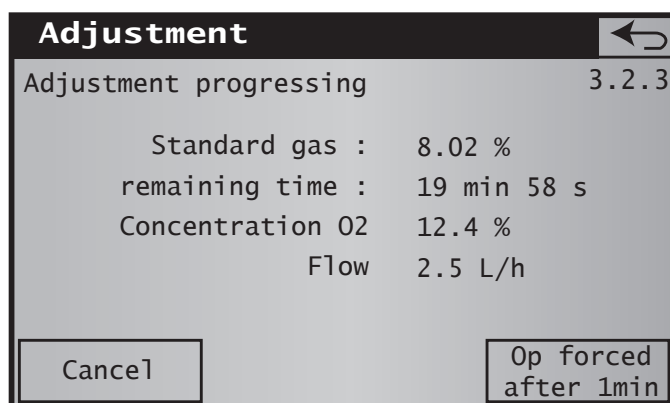 Adjustment
Adjustment progressing 3.2.3
Standard gas : 8.02 %
remaining time : 19 min 58 s
Concentration O2 12.4 %
Flow 2.5 L/h
Cancel
Op forced
after 1min